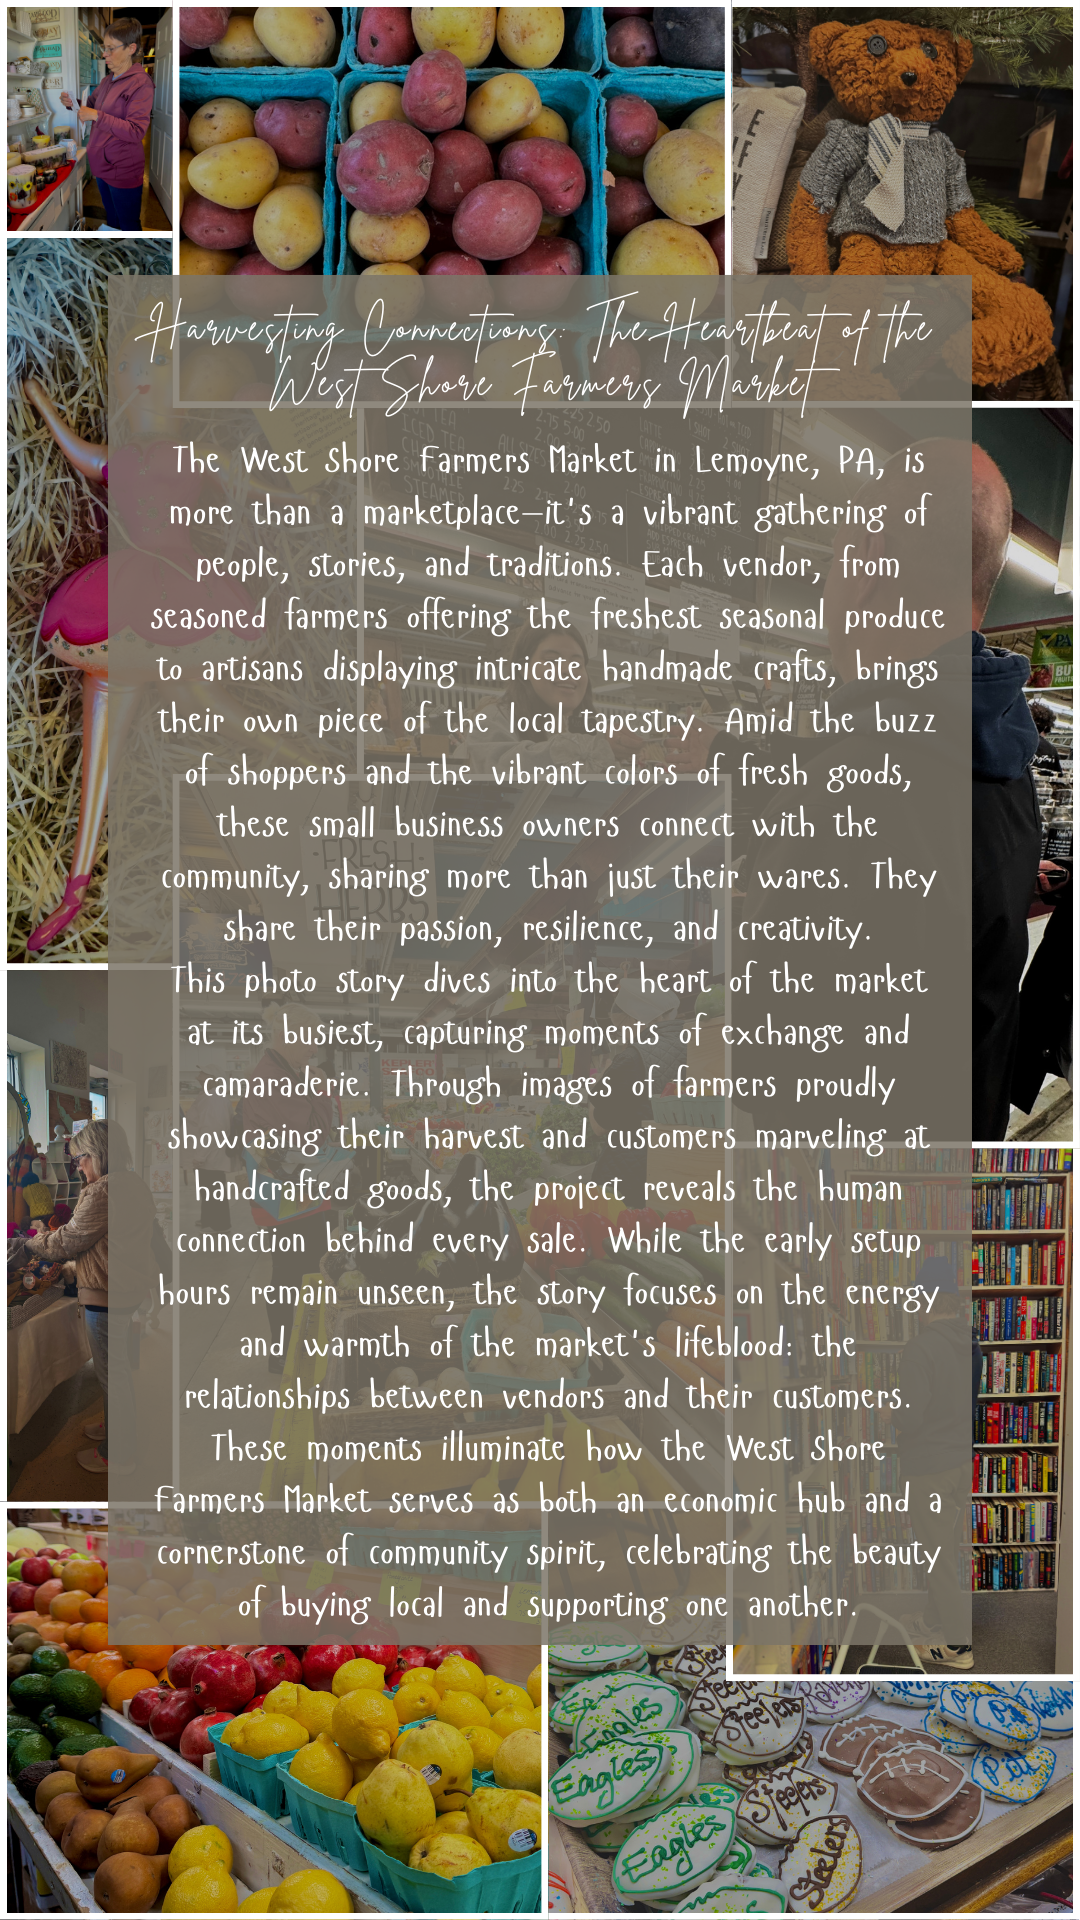 Harvesting Connections: The Heartbeat of the
West Shore Farmers Market
The West Shore Farmers Market in Lemoyne, PA, is
more than a marketplace—it's a vibrant gathering of
people, stories, and traditions. Each vendor, from
seasoned farmers offering the freshest seasonal produce
to artisans displaying intricate handmade crafts, brings
their own piece of the local tapestry. Amid the buzz
of shoppers and the vibrant colors of fresh goods,
these small business owners connect with the
community, sharing more than just their wares. They
share their passion, resilience, and creativity.
This photo story dives into the heart of the market
at its busiest, capturing moments of exchange and
camaraderie. Through images of farmers proudly
showcasing their harvest and customers marveling at
handcrafted goods, the project reveals the human
connection behind every sale. While the early setup
hours remain unseen, the story focuses on the energy
and warmth of the market's lifeblood: the
relationships between vendors and their customers.
These moments illuminate how the West Shore
Farmers Market serves as both an economic hub and a
cornerstone of community spirit, celebrating the beauty
of buying local and supporting one another.
ICED TEA
FRESH
HERBS
Eagles
Steelers
Eagles
Steelers
Pitt
Eagles
Steelers